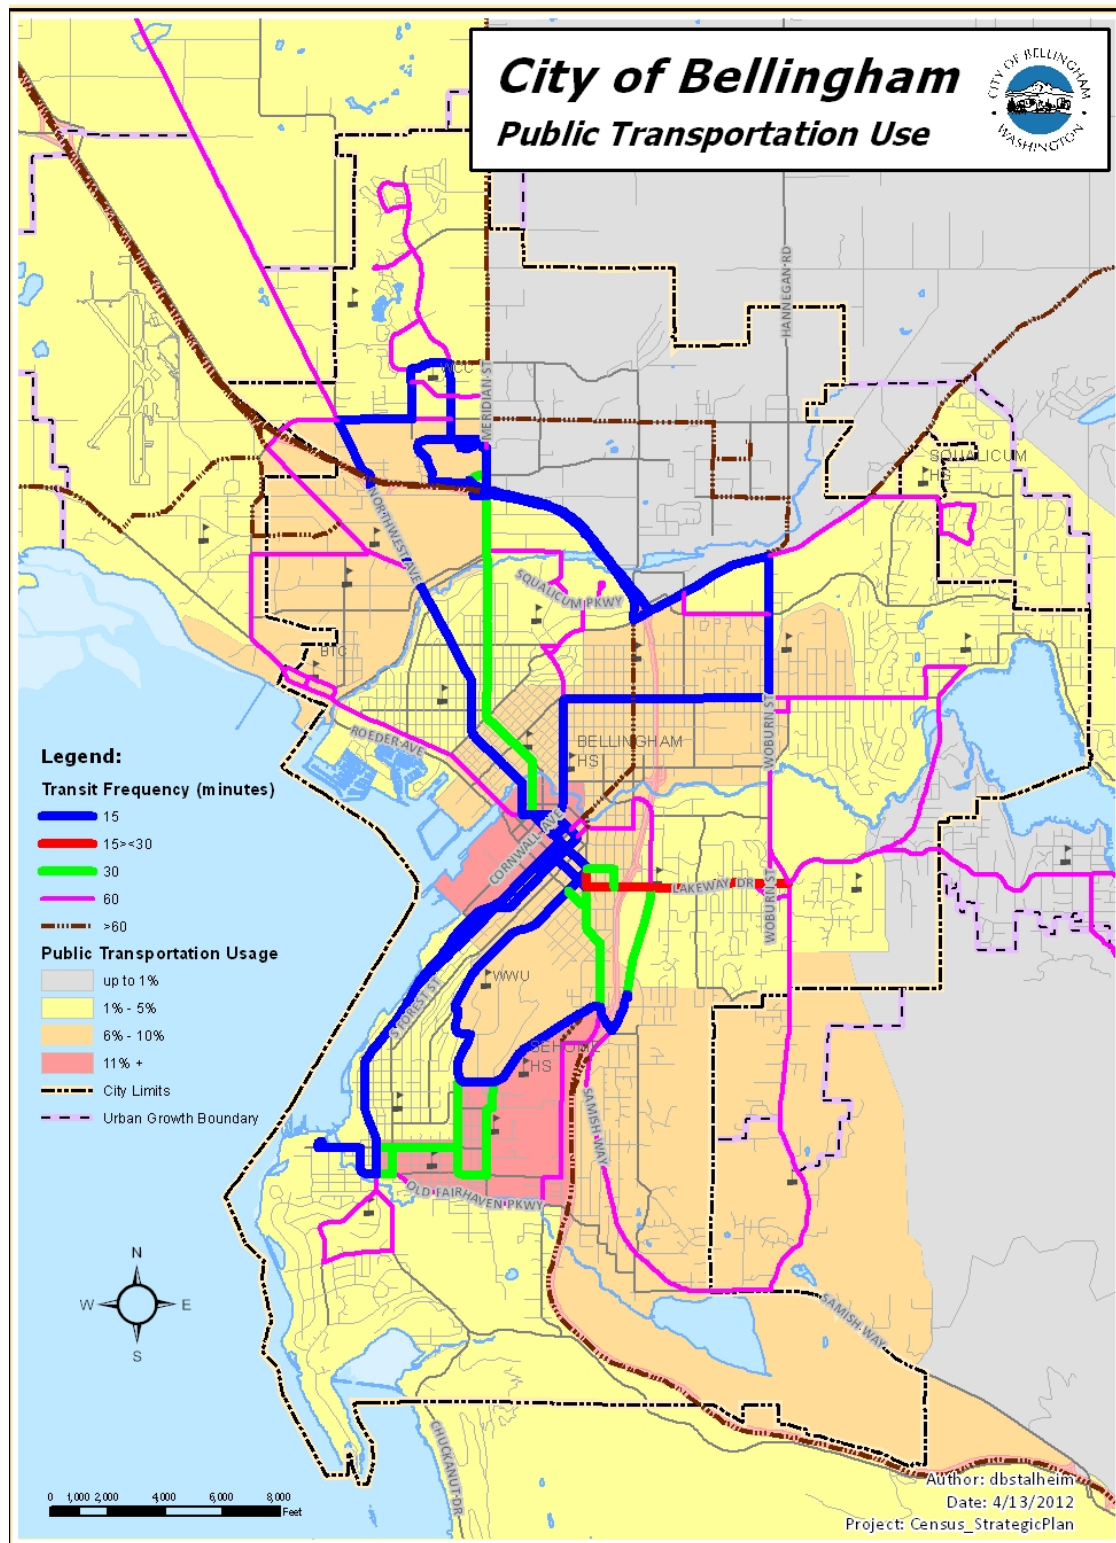 City of Bellingham
Public Transportation Use
CITY OF BELLINGHAM
• WASHINGTON •
HANNEGAN RD
WCC
MERIDIAN ST
SQUALICUM
HS
NORTHWEST AVE
SQUALICUM PKWY
BTC
ROEDER AVE
BELLINGHAM
HS
WOBURN ST
CORNWALL AVE
LAKEWAY DR
WOBURN ST
WWU
S FOREST ST
SEHOME
HS
SAMISH WAY
OLD FAIRHAVEN PKWY
SAMISH WAY
CHUCKANUT DR
Legend:
Transit Frequency (minutes)
15
15><30
30
60
>60
Public Transportation Usage
up to 1%
1% - 5%
6% - 10%
11% +
City Limits
Urban Growth Boundary
N
W
E
S
0 1,000 2,000 4,000 6,000 8,000
Feet
Author: dbstalheim
Date: 4/13/2012
Project: Census_StrategicPlan